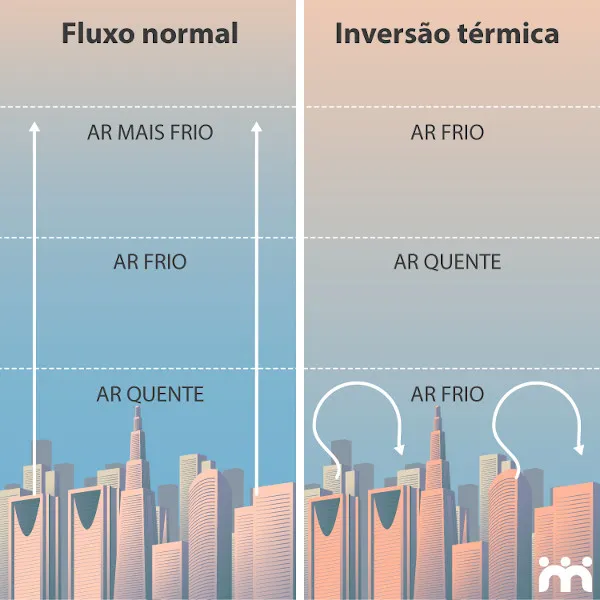 Fluxo normal
AR MAIS FRIO
AR FRIO
AR QUENTE
Inversão térmica
AR FRIO
AR QUENTE
AR FRIO